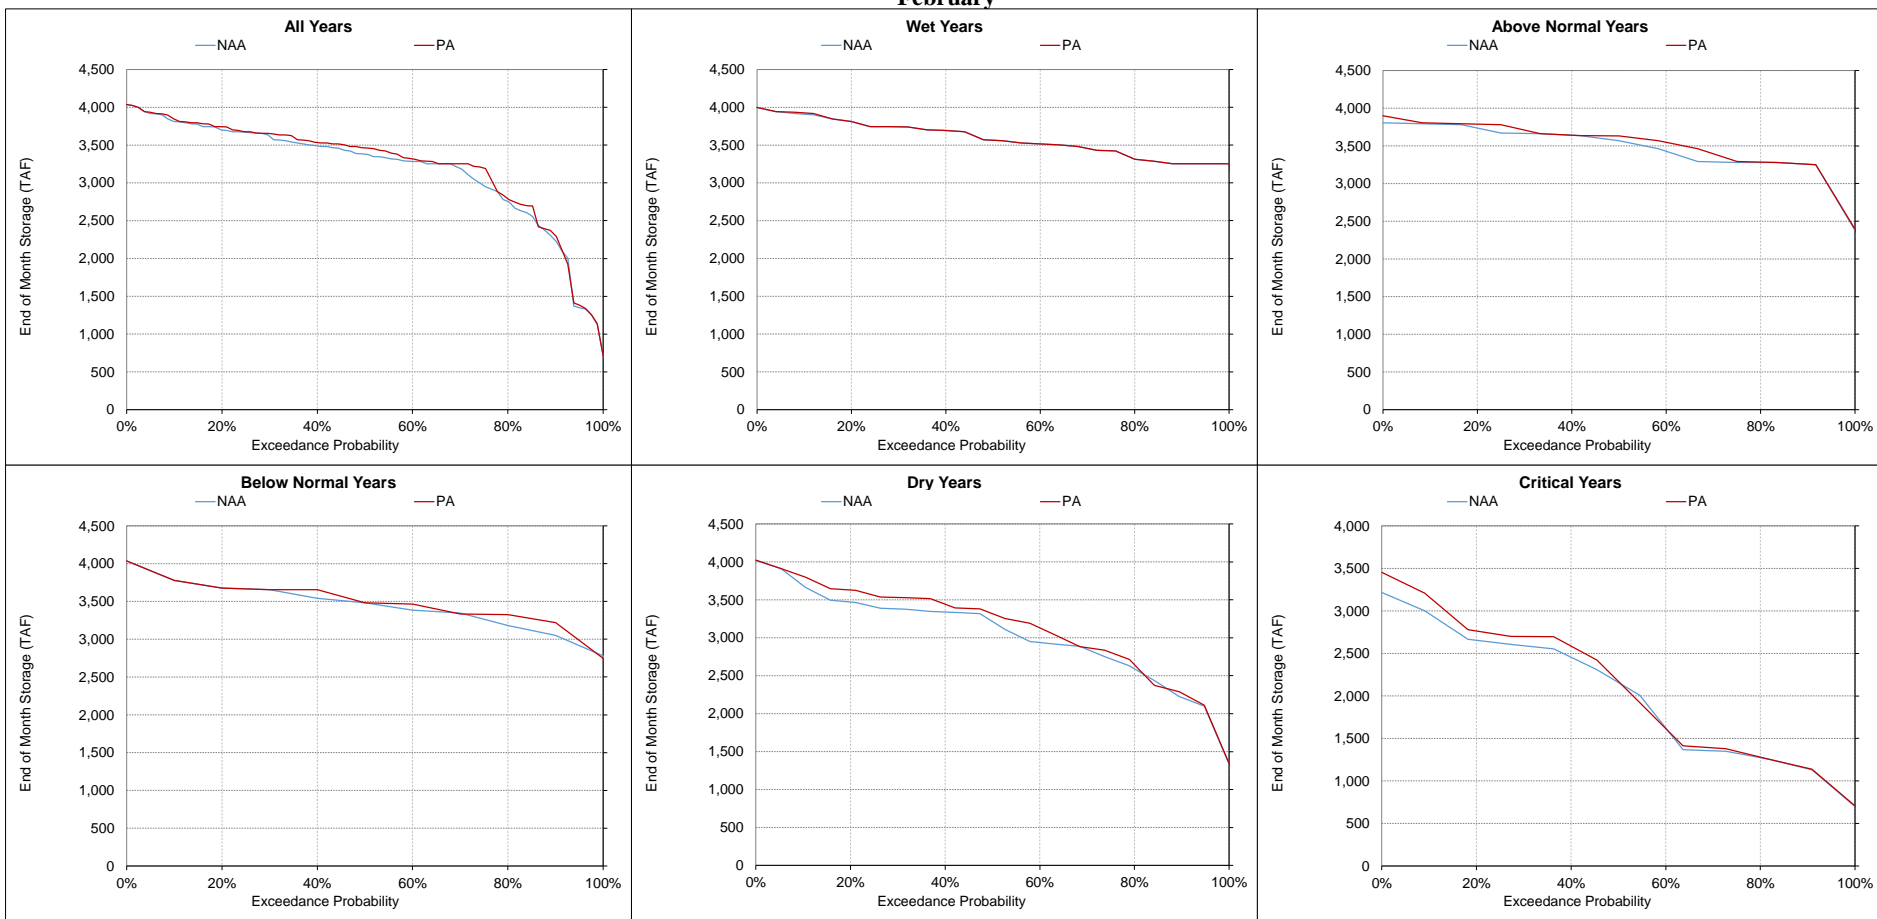 February
All Years
NAA PA
4,500
4,000
3,500
3,000
2,500
2,000
1,500
1,000
500
0
End of Month Storage (TAF)
0% 20% 40% 60% 80% 100%
Exceedance Probability
Wet Years
NAA PA
4,500
4,000
3,500
3,000
2,500
2,000
1,500
1,000
500
0
End of Month Storage (TAF)
0% 20% 40% 60% 80% 100%
Exceedance Probability
Above Normal Years
NAA PA
4,500
4,000
3,500
3,000
2,500
2,000
1,500
1,000
500
0
End of Month Storage (TAF)
0% 20% 40% 60% 80% 100%
Exceedance Probability
Below Normal Years
NAA PA
4,500
4,000
3,500
3,000
2,500
2,000
1,500
1,000
500
0
End of Month Storage (TAF)
0% 20% 40% 60% 80% 100%
Exceedance Probability
Dry Years
NAA PA
4,500
4,000
3,500
3,000
2,500
2,000
1,500
1,000
500
0
End of Month Storage (TAF)
0% 20% 40% 60% 80% 100%
Exceedance Probability
Critical Years
NAA PA
4,000
3,500
3,000
2,500
2,000
1,500
1,000
500
0
End of Month Storage (TAF)
0% 20% 40% 60% 80% 100%
Exceedance Probability